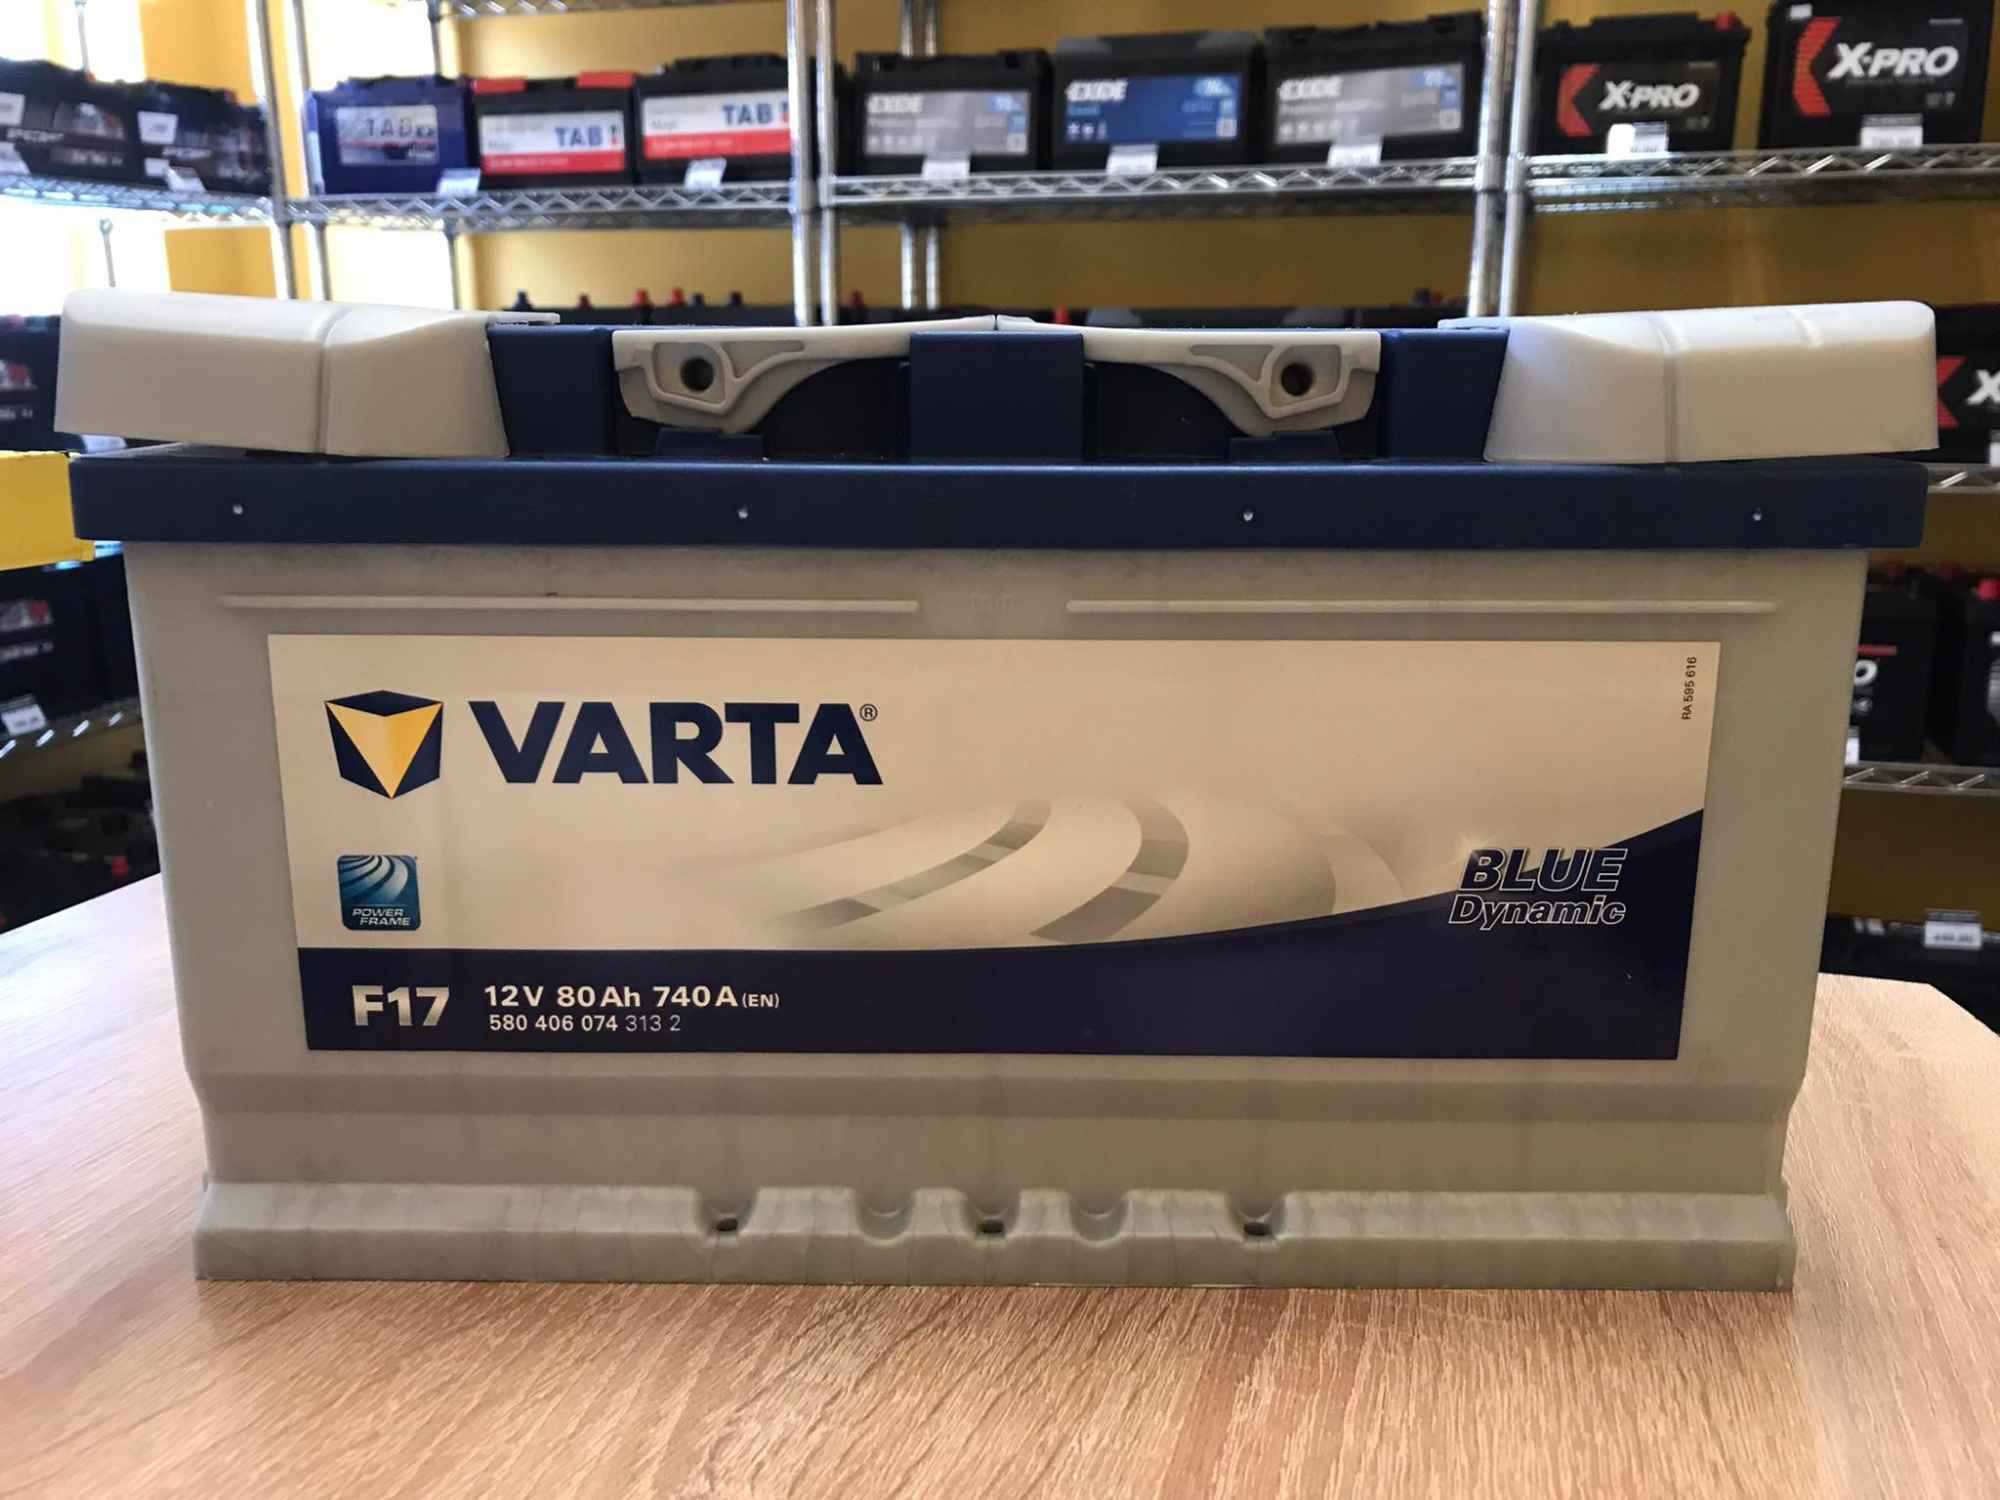 TAB
TAB
TAB
EXIDE
EXIDE
EXIDE
X-PRO
X-PRO
VARTA®
RA 595 616
POWER
FRAME
BLUE
Dynamic
F17
12V 80Ah 740A (EN)
580 406 074 313 2